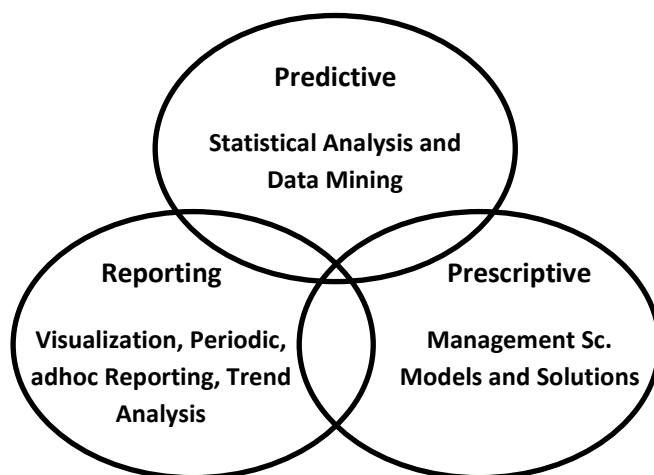 Predictive
Statistical Analysis and
Data Mining
Reporting
Visualization, Periodic,
adhoc Reporting, Trend
Analysis
Prescriptive
Management Sc.
Models and Solutions